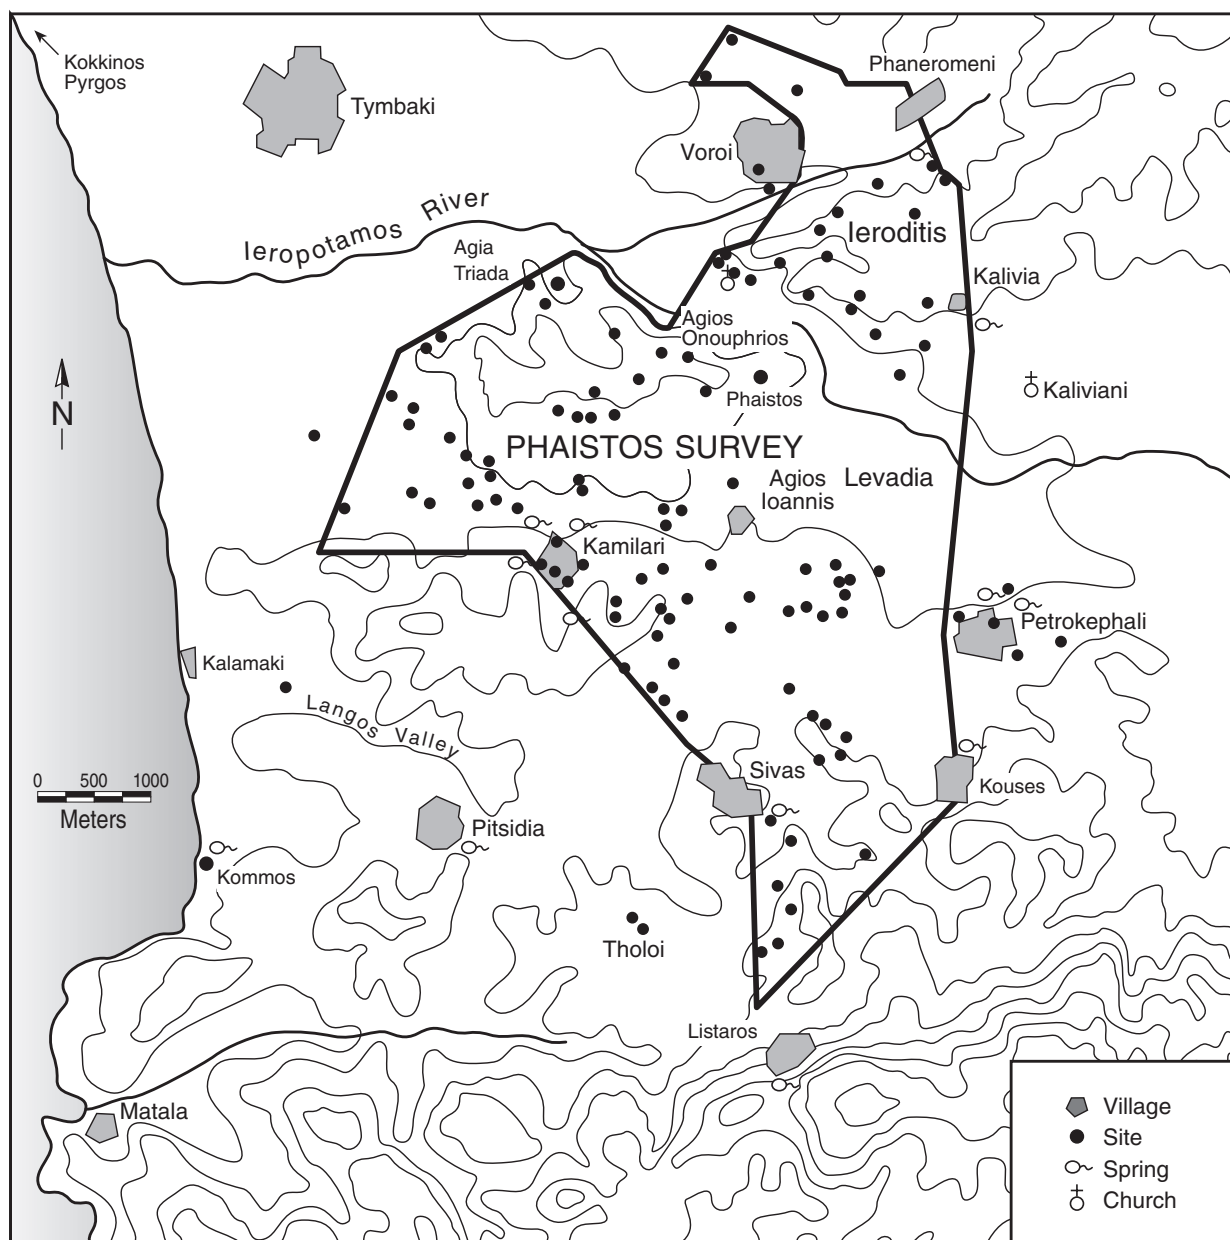 Kokkinos
Pyrgos
Tymbaki
Phaneromeni
Voroi
Ieropotamos River
Ieroditis
Agia
Triada
Kalivia
Agios
Onouphrios
Phaistos
Kaliviani
N
PHAISTOS SURVEY
Agios
Ioannis
Levadia
Kamilari
Petrokephali
Kalamaki
Langos Valley
0 500 1000
Meters
Sivas
Kouses
Pitsidia
Kommos
Tholoi
Listaros
Matala
Village
Site
Spring
Church